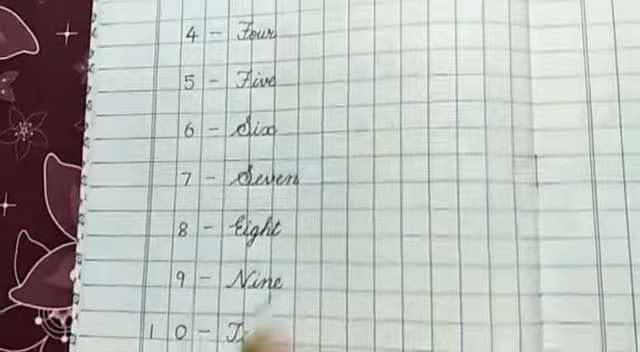 4 - Four
5 - Five
6 - Six
7 - Seven
8 - Eight
9 - Nine
10 -